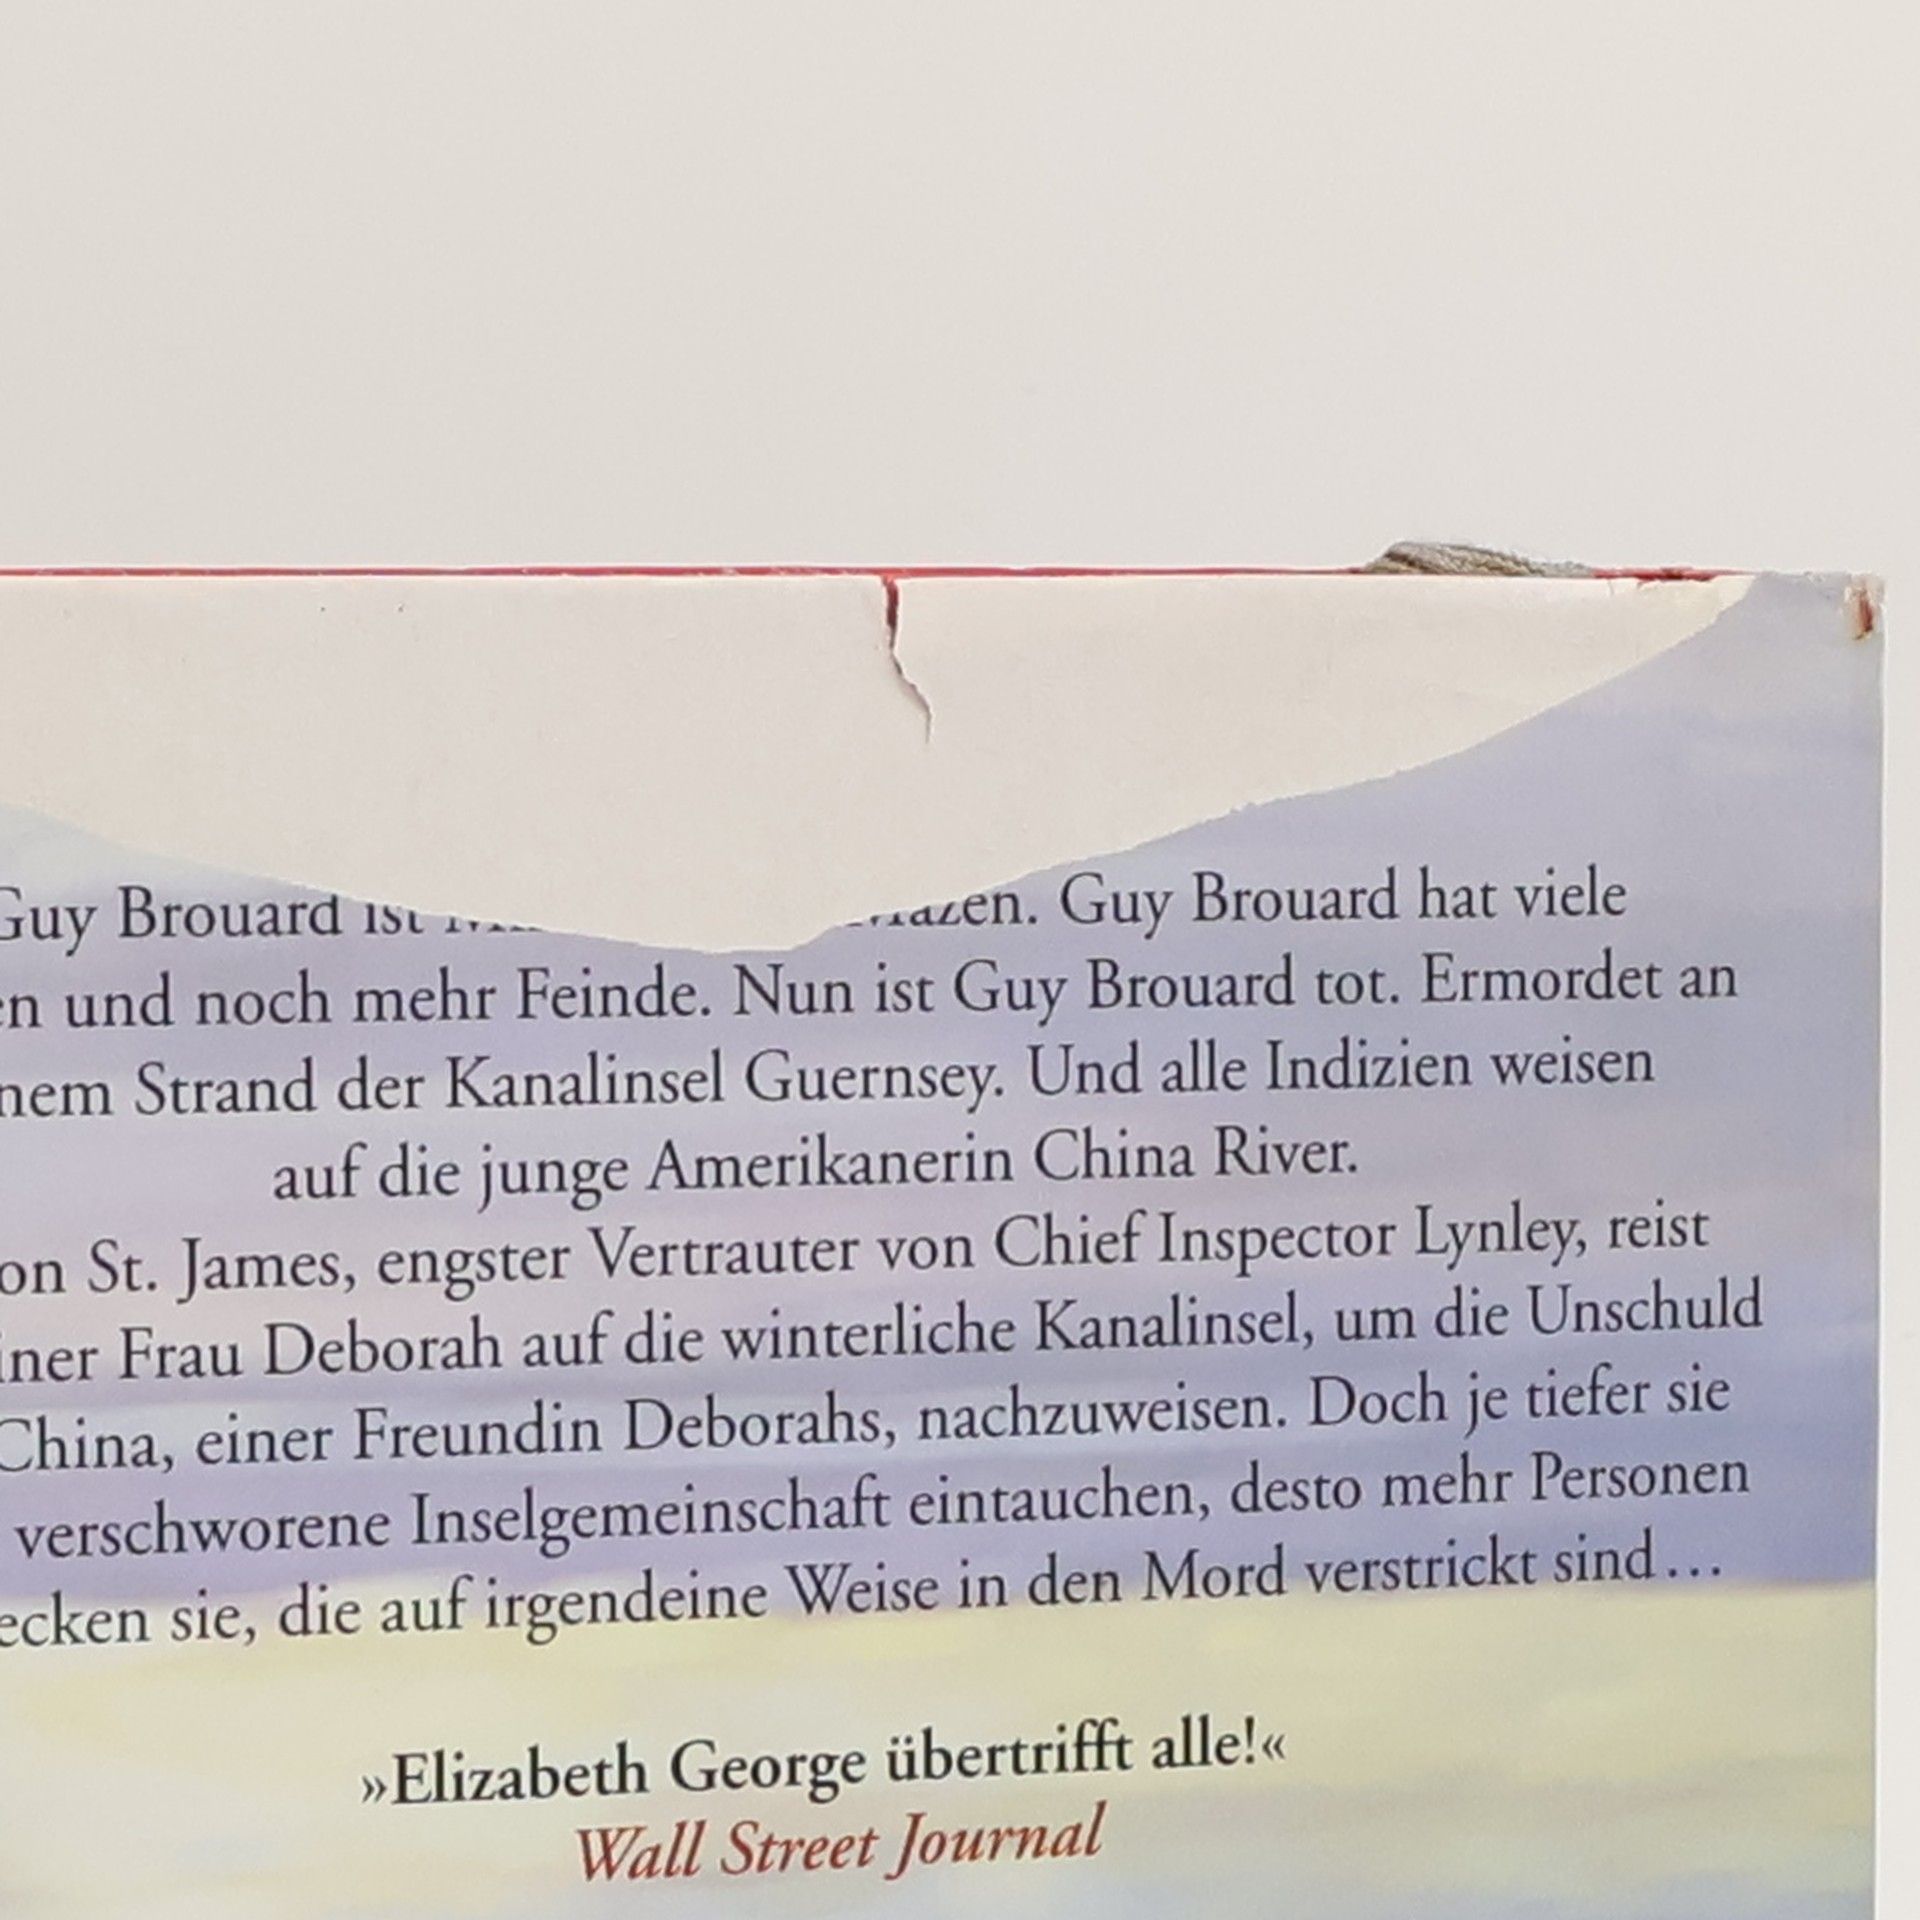 Guy Brouard ist Mäzen. Guy Brouard hat viele
en und noch mehr Feinde. Nun ist Guy Brouard tot. Ermordet an
nem Strand der Kanalinsel Guernsey. Und alle Indizien weisen
auf die junge Amerikanerin China River.
on St. James, engster Vertrauter von Chief Inspector Lynley, reist
iner Frau Deborah auf die winterliche Kanalinsel, um die Unschuld
China, einer Freundin Deborahs, nachzuweisen. Doch je tiefer sie
verschworene Inselgemeinschaft eintauchen, desto mehr Personen
ecken sie, die auf irgendeine Weise in den Mord verstrickt sind...
»Elizabeth George übertrifft alle!«
Wall Street Journal